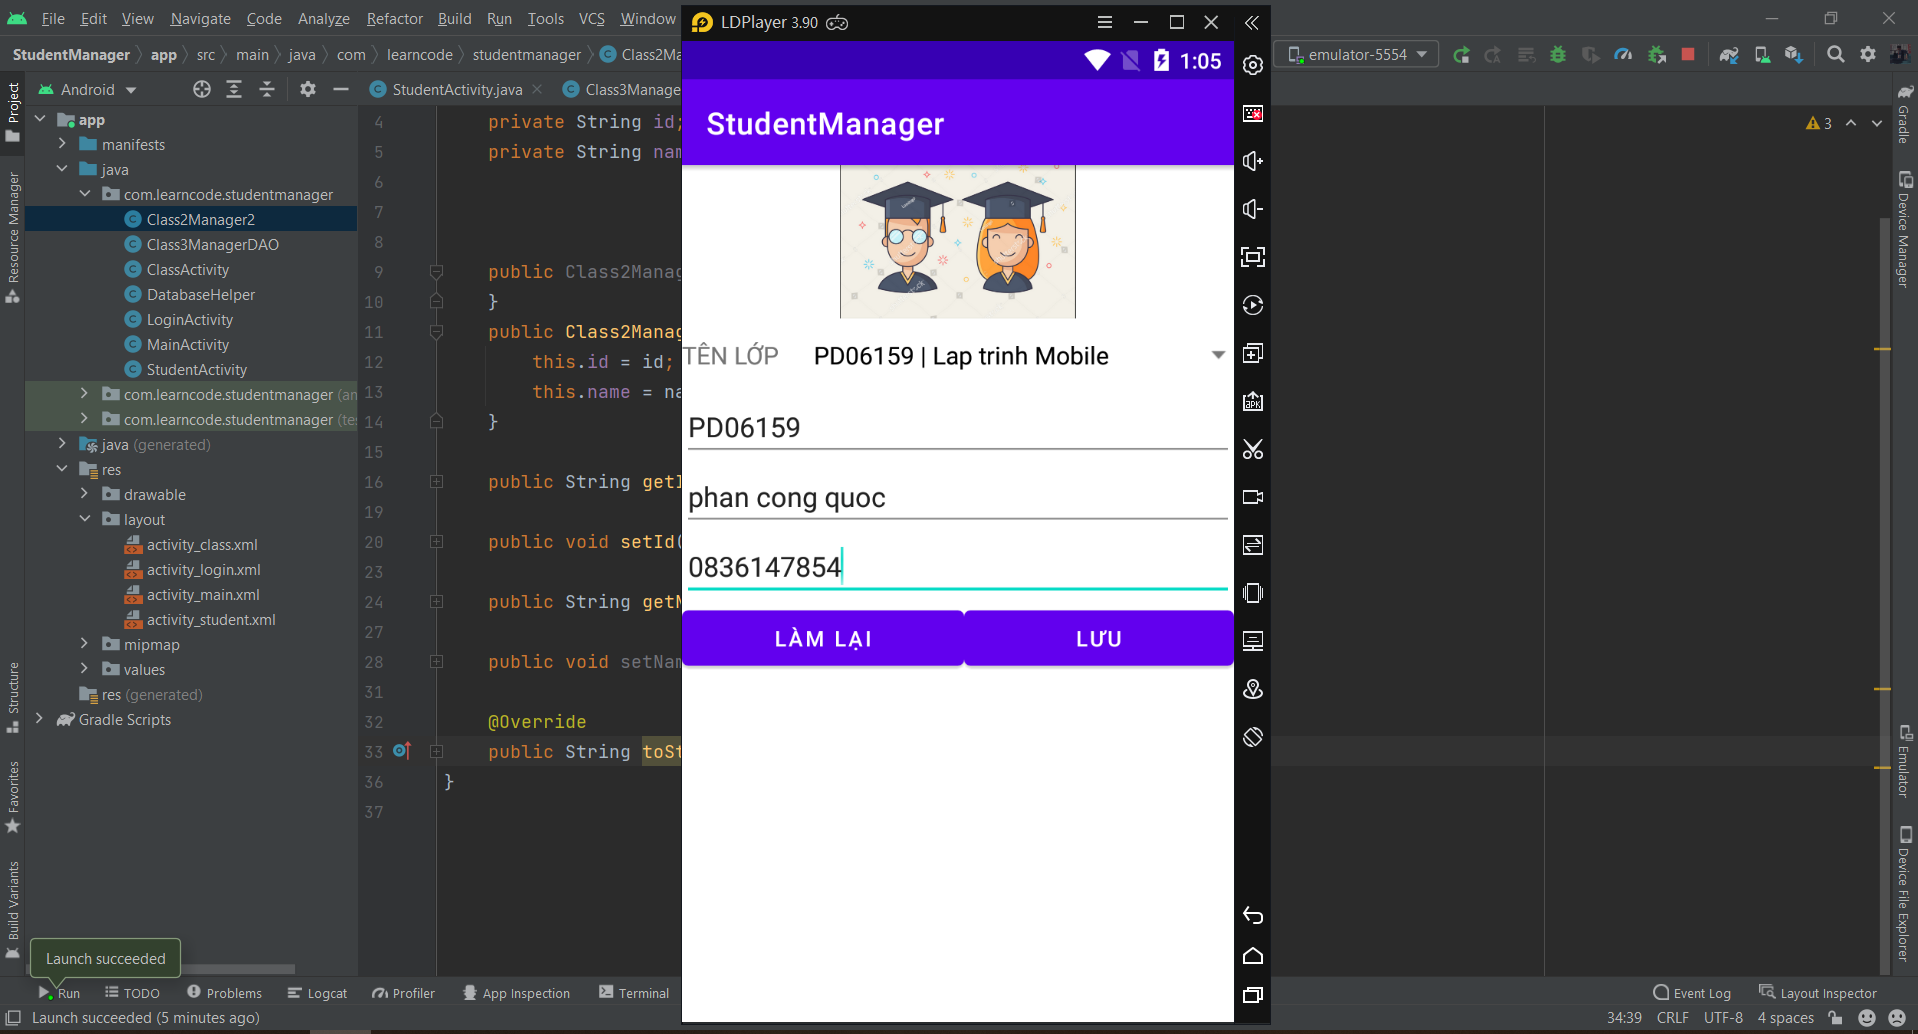 File Edit View Navigate Code Analyze Refactor Build Run Tools VCS Window
LDPlayer 3.90
StudentManager app src main java com learncode studentmanager Class2Ma
emulator-5554
Project
Android
StudentActivity.java
Class3Manage
app
manifests
java
com.learncode.studentmanager
Class2Manager2
Class3ManagerDAO
ClassActivity
DatabaseHelper
LoginActivity
MainActivity
StudentActivity
com.learncode.studentmanager (an
com.learncode.studentmanager (te
java (generated)
res
drawable
layout
activity_class.xml
activity_login.xml
activity_main.xml
activity_student.xml
mipmap
values
res (generated)
Gradle Scripts
Resource Manager
Structure
Favorites
Build Variants
4 private String id;
5 private String nam
6
7
8
9 public Class2Manag
10 }
11 public Class2Manag
12 this.id = id;
13 this.name = na
14 }
15
16 public String getI
19
20 public void setId(
23
24 public String getN
27
28 public void setNam
31
32 @Override
33 public String toSt
36 }
37
1:05
StudentManager
TÊN LỚP PD06159 | Lap trinh Mobile
PD06159
phan cong quoc
0836147854
LÀM LẠI LƯU
APK
3
Gradle
Device Manager
Emulator
Device File Explorer
Launch succeeded
Run TODO Problems Logcat Profiler App Inspection Terminal
Event Log Layout Inspector
Launch succeeded (5 minutes ago)
34:39 CRLF UTF-8 4 spaces